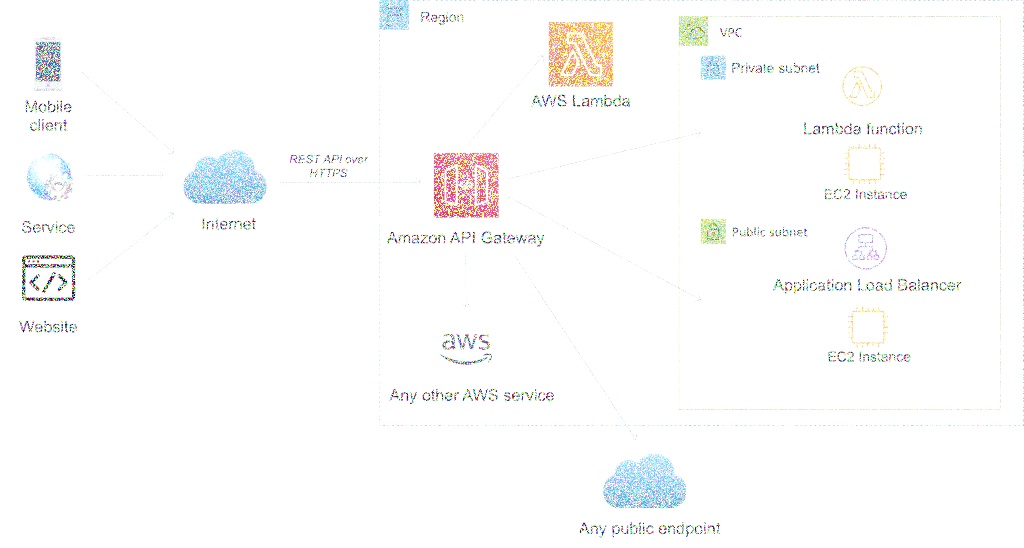 Region
VPC
Private subnet
Mobile
client
AWS Lambda
Lambda function
REST API over
HTTPS
EC2 Instance
Service
Internet
Amazon API Gateway
Public subnet
Application Load Balancer
Website
aws
EC2 Instance
Any other AWS service
Any public endpoint